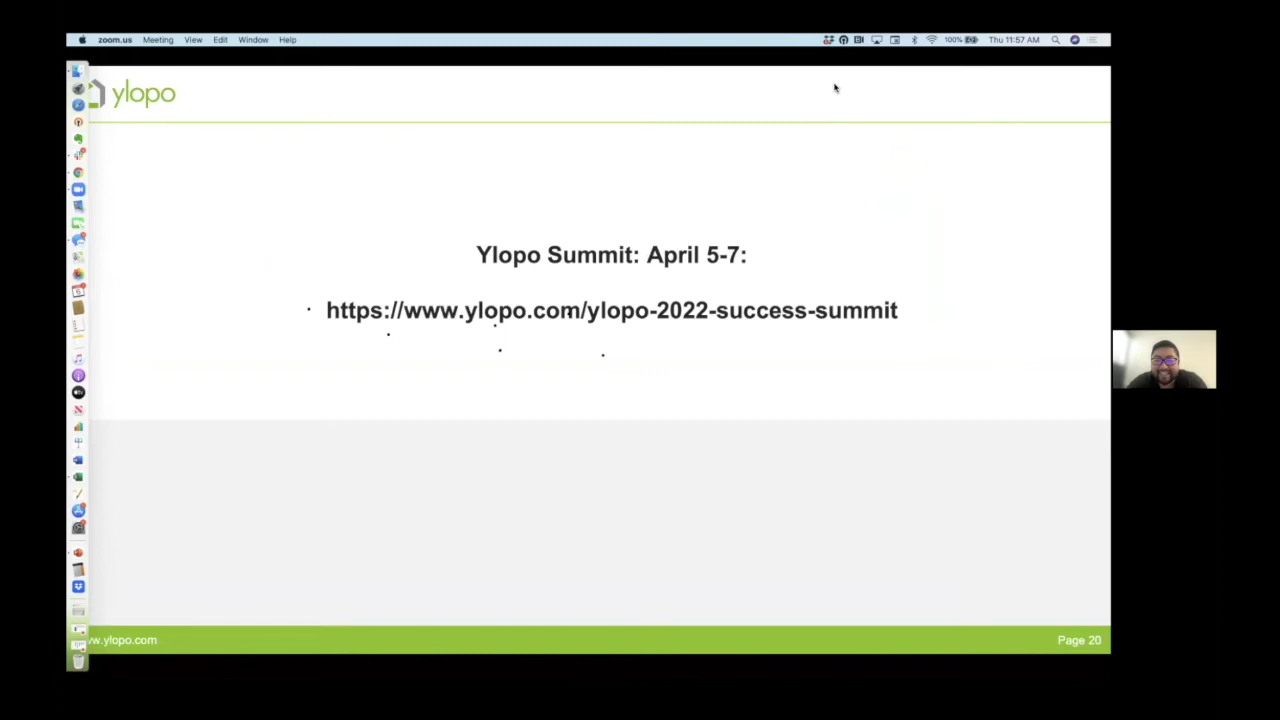 zoom.us Meeting View Edit Window Help 100% Thu 11:57 AM
ylopo
Ylopo Summit: April 5-7:
https://www.ylopo.com/ylopo-2022-success-summit
ww.ylopo.com Page 20